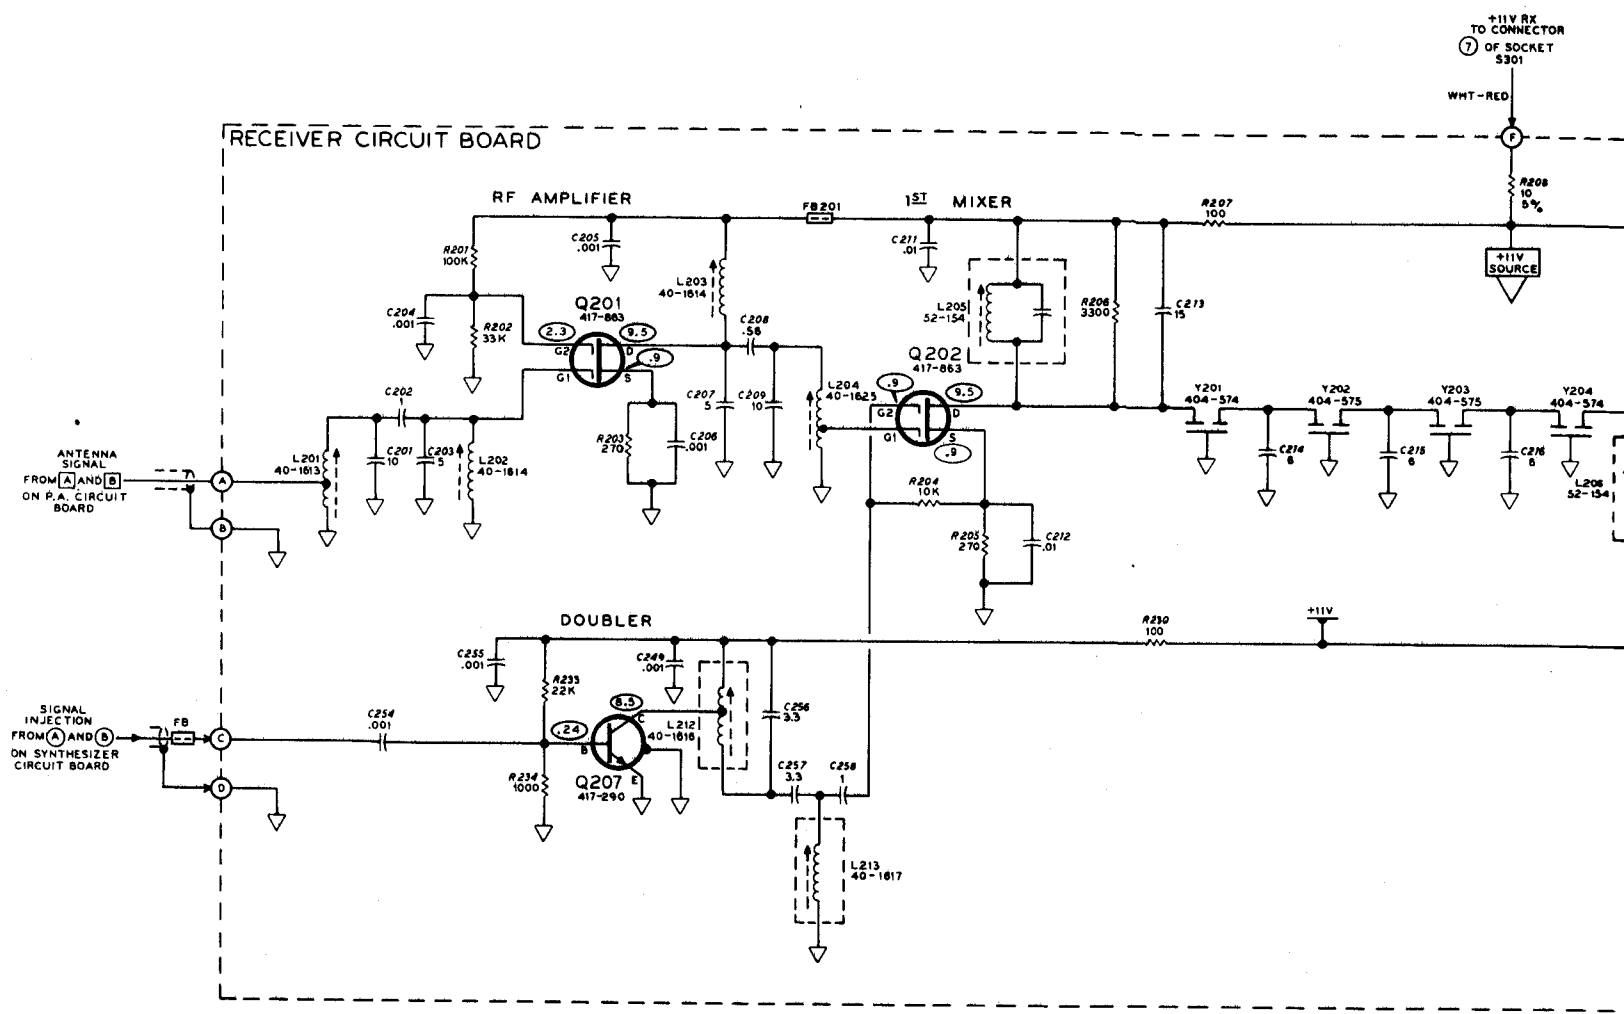 +11V RX
TO CONNECTOR
7 OF SOCKET
S301
WHT-RED
F
RECEIVER CIRCUIT BOARD
R208
10
5%
RF AMPLIFIER
FB201
1ST MIXER
R207
100
+11V
SOURCE
R201
100K
C205
.001
L203
40-1614
C211
.01
L205
52-154
R206
3300
C213
15
C204
.001
R202
33K
Q201
417-863
2.3
9.5
.9
G2
D
G1
S
C208
.56
C207
5
C209
10
L204
40-1625
Q202
417-863
.9
9.5
G2
D
G1
S
.9
Y201
404-574
Y202
404-575
Y203
404-575
Y204
404-574
C202
1
C201
10
C203
5
L201
40-1613
L202
40-1614
R203
270
C206
.001
C214
6
C215
6
C216
6
L206
52-154
ANTENNA
SIGNAL
FROM A AND B
ON P.A. CIRCUIT
BOARD
A
B
R204
10K
R205
270
C212
.01
DOUBLER
R230
100
+11V
C255
.001
R233
22K
C249
.001
SIGNAL
INJECTION
FROM A AND B
ON SYNTHESIZER
CIRCUIT BOARD
FB
C
D
C254
.001
.24
8.5
B
C
E
L212
40-1616
C256
3.3
R234
1000
Q207
417-290
C257
3.3
C258
1
L213
40-1617